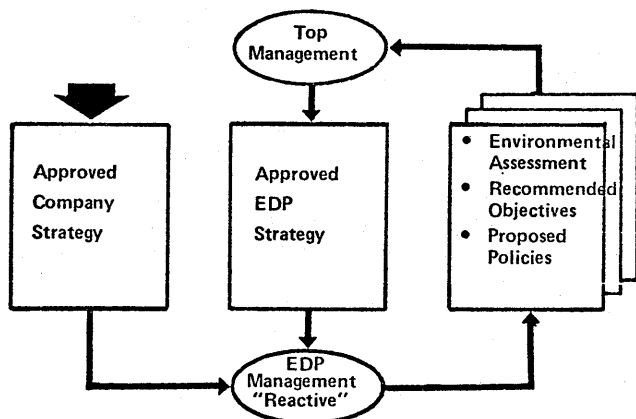 Top
Management
Approved
Company
Strategy
Approved
EDP
Strategy
• Environmental
Assessment
• Recommended
Objectives
• Proposed
Policies
EDP
Management
"Reactive"